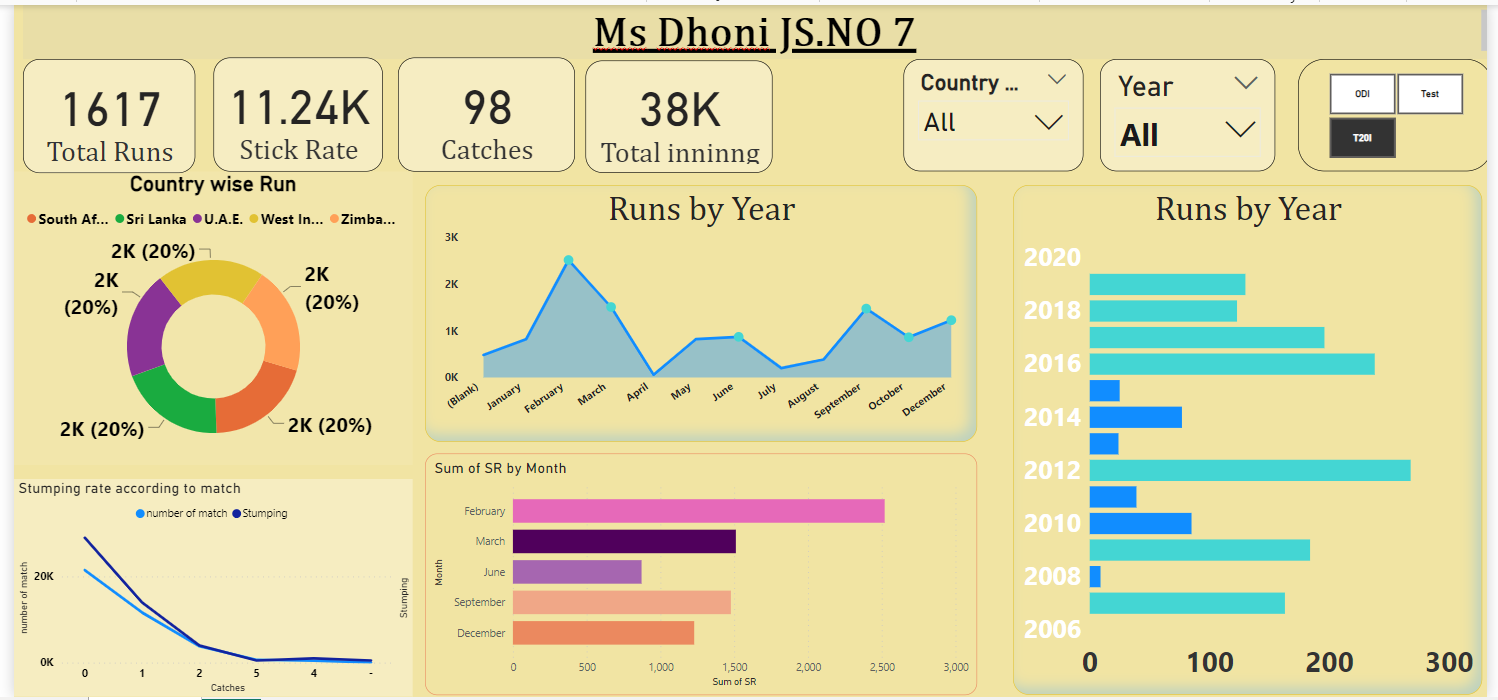 Ms Dhoni JS.NO 7
1617
Total Runs
11.24K
Stick Rate
98
Catches
38K
Total inninng
Country ...
All
Year
All
ODI
Test
T20I
Country wise Run
South Af... Sri Lanka U.A.E. West In... Zimba...
2K (20%)
2K
(20%)
2K
(20%)
2K (20%)
2K (20%)
Runs by Year
3K
2K
1K
0K
(Blank) January February March April May June July August September October December
Runs by Year
2020
2018
2016
2014
2012
2010
2008
2006
0 100 200 300
Stumping rate according to match
number of match Stumping
number of match
20K
0K
0 1 2 5 4 -
Catches
Stumping
Sum of SR by Month
Month
February
March
June
September
December
0 500 1,000 1,500 2,000 2,500 3,000
Sum of SR